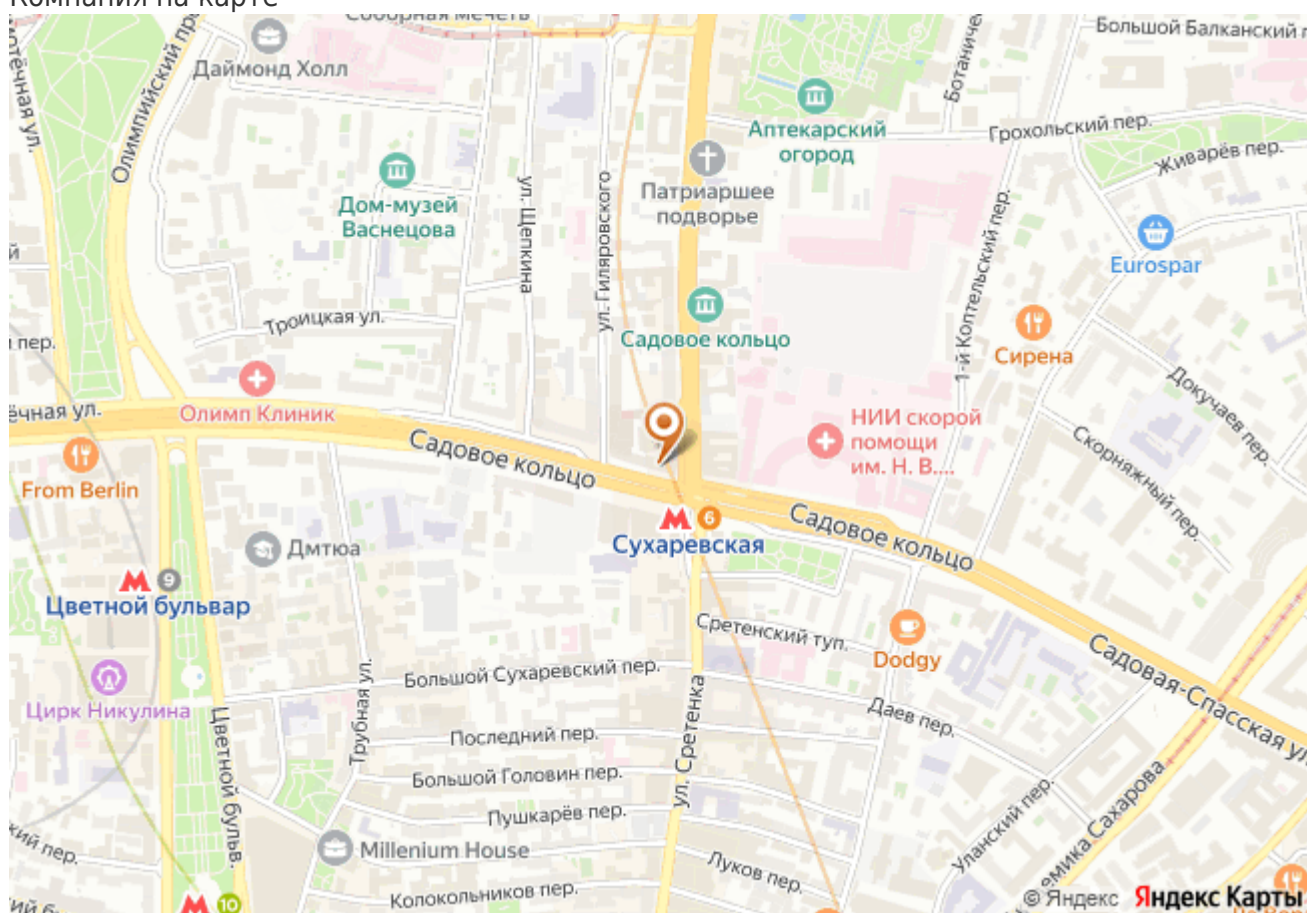 Компания на карте
Соборная мечеть
Большой Балканский п
Даймонд Холл
Олимпийский пр
Ботаниче
Аптекарский
огород
Грохольский пер.
Живарёв пер.
Дом-музей
Васнецова
ул. Щепкина
ул. Гиляровского
Патриаршее
подворье
1-й Коптельский пер.
Eurospar
Троицкая ул.
Садовое кольцо
Сирена
пер.
Докучаев пер.
ёчная ул.
Олимп Клиник
Садовое кольцо
НИИ скорой
помощи
им. Н. В....
Скорняжный пер.
From Berlin
6
Сухаревская
Садовое кольцо
Дмтюа
9
Цветной бульвар
Сретенский туп.
Dodgy
Садовая-Спасская ул.
Большой Сухаревский пер.
Цирк Никулина
Цветной бульв.
Трубная ул.
ул. Сретенка
Даев пер.
Последний пер.
Большой Головин пер.
Пушкарёв пер.
Уланский пер.
емика Сахарова
кий пер.
Millenium House
Луков пер.
Колокольников пер.
10
© Яндекс Яндекс Карты